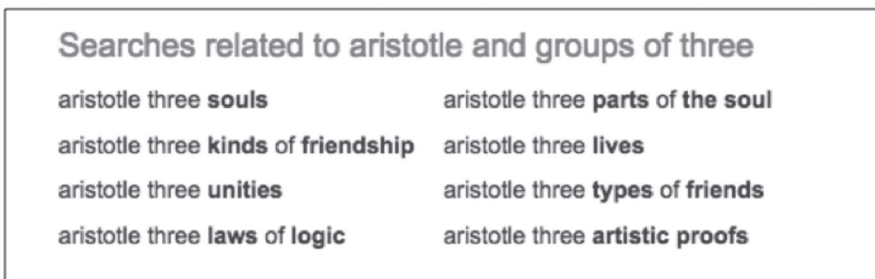 Searches related to aristotle and groups of three
aristotle three souls
aristotle three parts of the soul
aristotle three kinds of friendship
aristotle three lives
aristotle three unities
aristotle three types of friends
aristotle three laws of logic
aristotle three artistic proofs